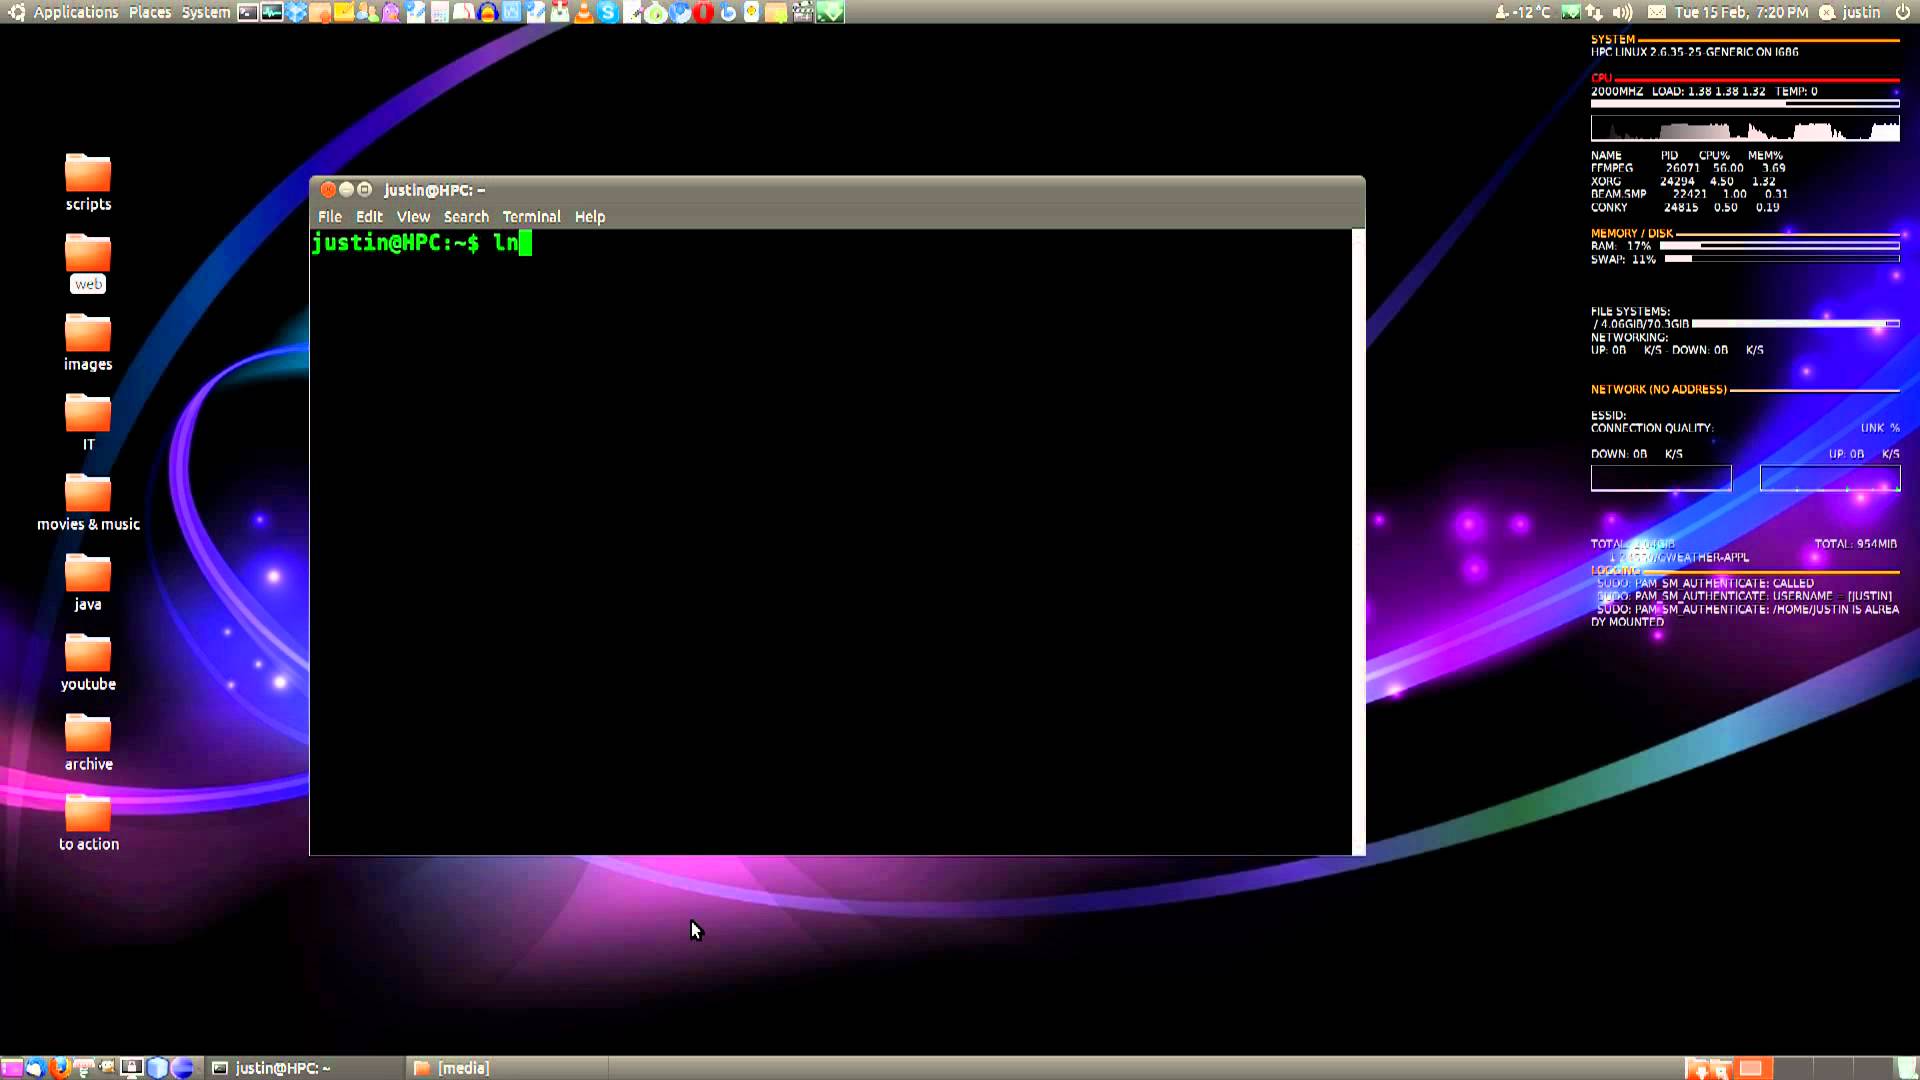 Applications Places System
-12 °C Tue 15 Feb, 7:20 PM justin
scripts
web
images
IT
movies & music
java
youtube
archive
to action
justin@HPC: ~
File Edit View Search Terminal Help
justin@HPC:~$ ln
SYSTEM
HPC LINUX 2.6.35-25-GENERIC ON I686
CPU
2000MHZ LOAD: 1.38 1.38 1.32 TEMP: 0
NAME PID CPU% MEM%
FFMPEG 26071 56.00 3.69
XORG 24294 4.50 1.32
BEAM.SMP 22421 1.00 0.31
CONKY 24815 0.50 0.19
MEMORY / DISK
RAM: 17%
SWAP: 11%
FILE SYSTEMS:
/ 4.06GIB/70.3GIB
NETWORKING:
UP: 0B K/S - DOWN: 0B K/S
NETWORK (NO ADDRESS)
ESSID:
CONNECTION QUALITY: UNK %
DOWN: 0B K/S UP: 0B K/S
TOTAL: TOTAL: 954MIB
LOGGING
SUDO: PAM_SM_AUTHENTICATE: CALLED
SUDO: PAM_SM_AUTHENTICATE: USERNAME = [JUSTIN]
SUDO: PAM_SM_AUTHENTICATE: /HOME/JUSTIN IS ALREA
DY MOUNTED
justin@HPC: ~ [media]